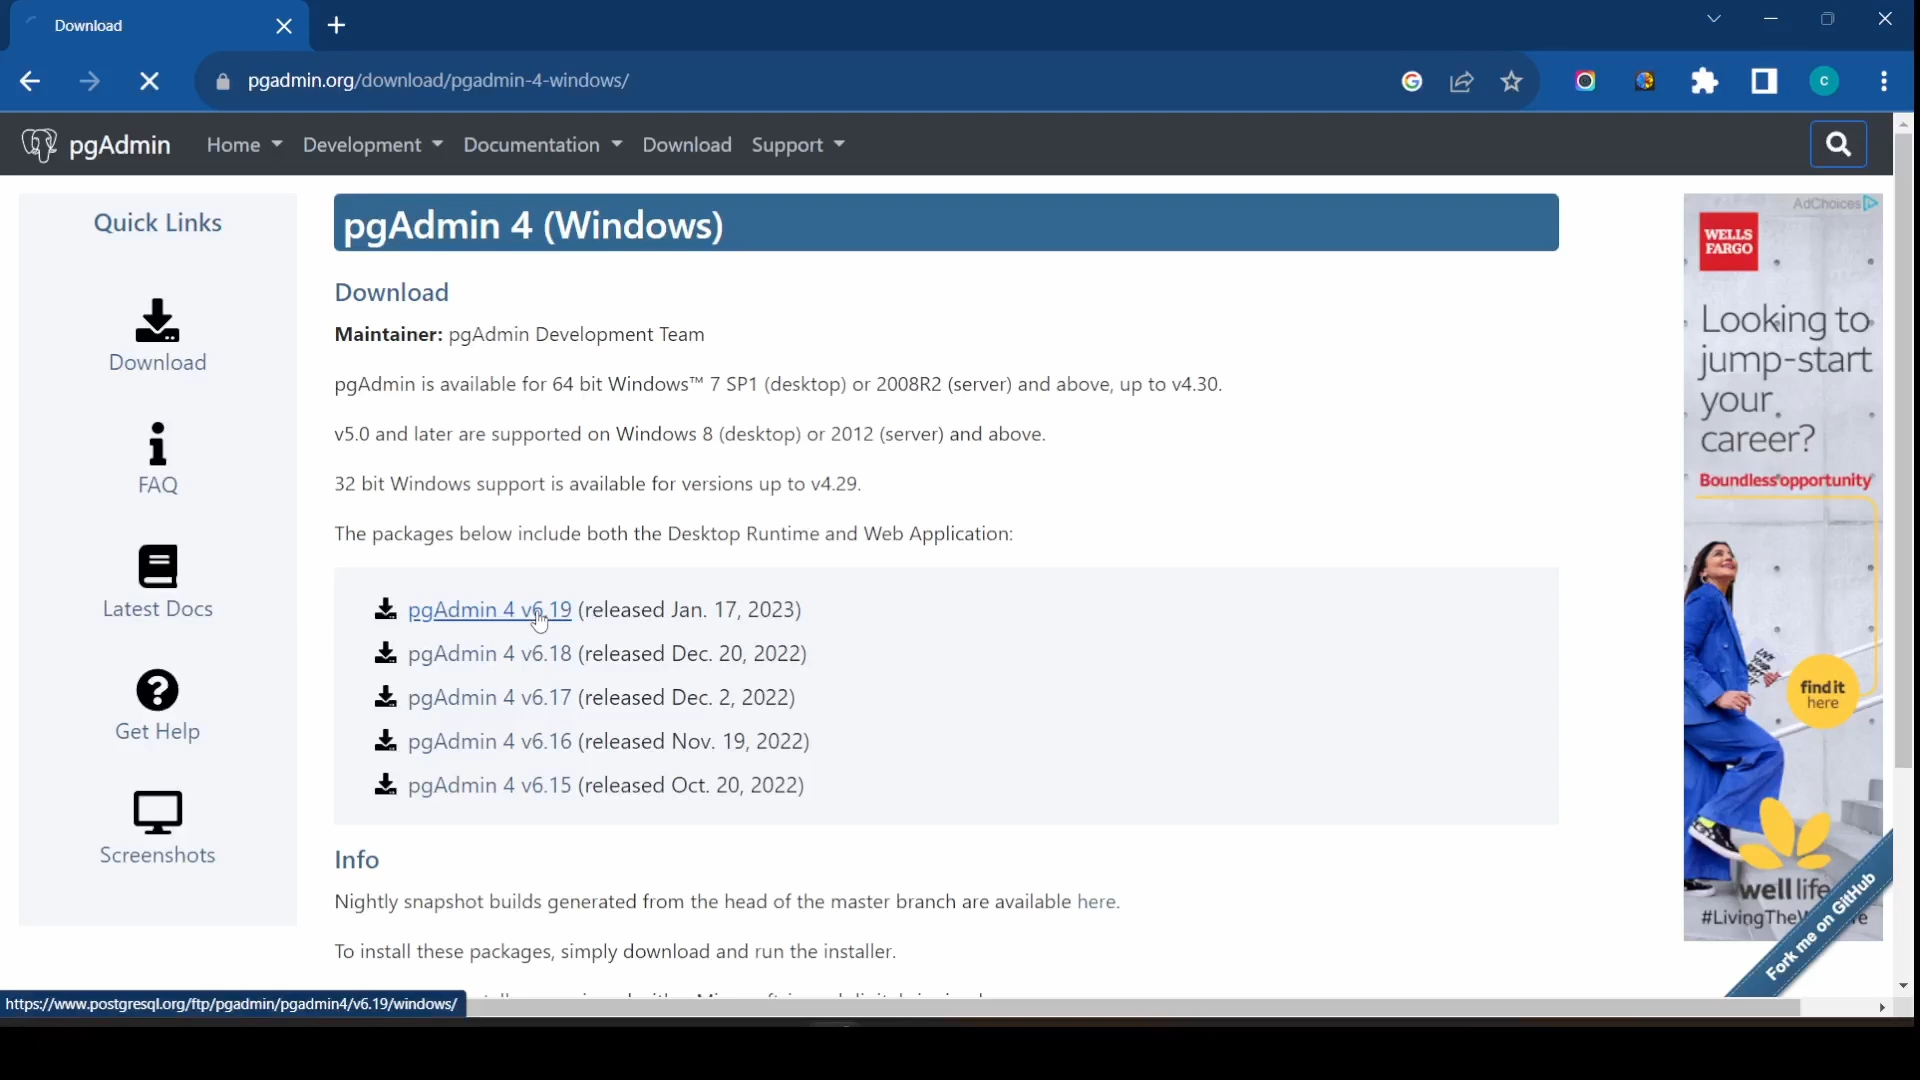 Download
pgadmin.org/download/pgadmin-4-windows/
c
pgAdmin
Home
Development
Documentation
Download
Support
Quick Links
Download
FAQ
Latest Docs
Get Help
Screenshots
pgAdmin 4 (Windows)
Download
Maintainer: pgAdmin Development Team
pgAdmin is available for 64 bit Windows™ 7 SP1 (desktop) or 2008R2 (server) and above, up to v4.30.
v5.0 and later are supported on Windows 8 (desktop) or 2012 (server) and above.
32 bit Windows support is available for versions up to v4.29.
The packages below include both the Desktop Runtime and Web Application:
pgAdmin 4 v6.19 (released Jan. 17, 2023)
pgAdmin 4 v6.18 (released Dec. 20, 2022)
pgAdmin 4 v6.17 (released Dec. 2, 2022)
pgAdmin 4 v6.16 (released Nov. 19, 2022)
pgAdmin 4 v6.15 (released Oct. 20, 2022)
Info
Nightly snapshot builds generated from the head of the master branch are available here.
To install these packages, simply download and run the installer.
https://www.postgresql.org/ftp/pgadmin/pgadmin4/v6.19/windows/
AdChoices
WELLS
FARGO
Looking to
jump-start
your
career?
Boundless opportunity
find it
here
well life
#LivingTheW
Fork me on GitHub